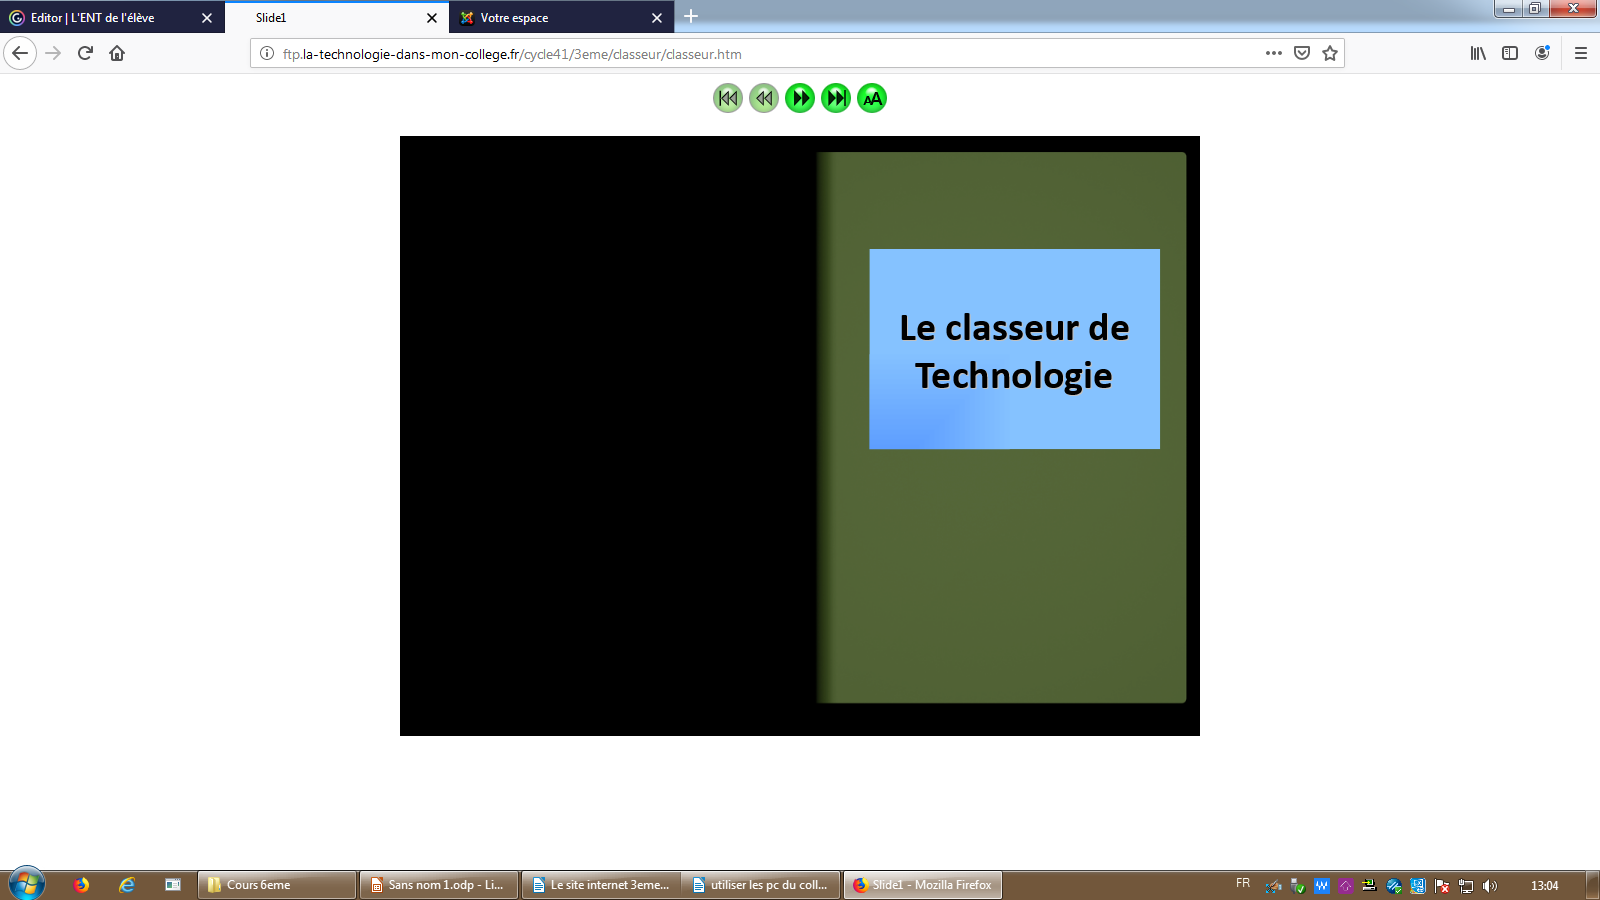 Editor | L'ENT de l'élève
Slide1
Votre espace
ftp.la-technologie-dans-mon-college.fr/cycle41/3eme/classeur/classeur.htm
AA
Le classeur de
Technologie
Cours 6eme
Sans nom 1.odp - Li...
Le site internet 3eme...
utiliser les pc du coll...
Slide1 - Mozilla Firefox
FR
13:04